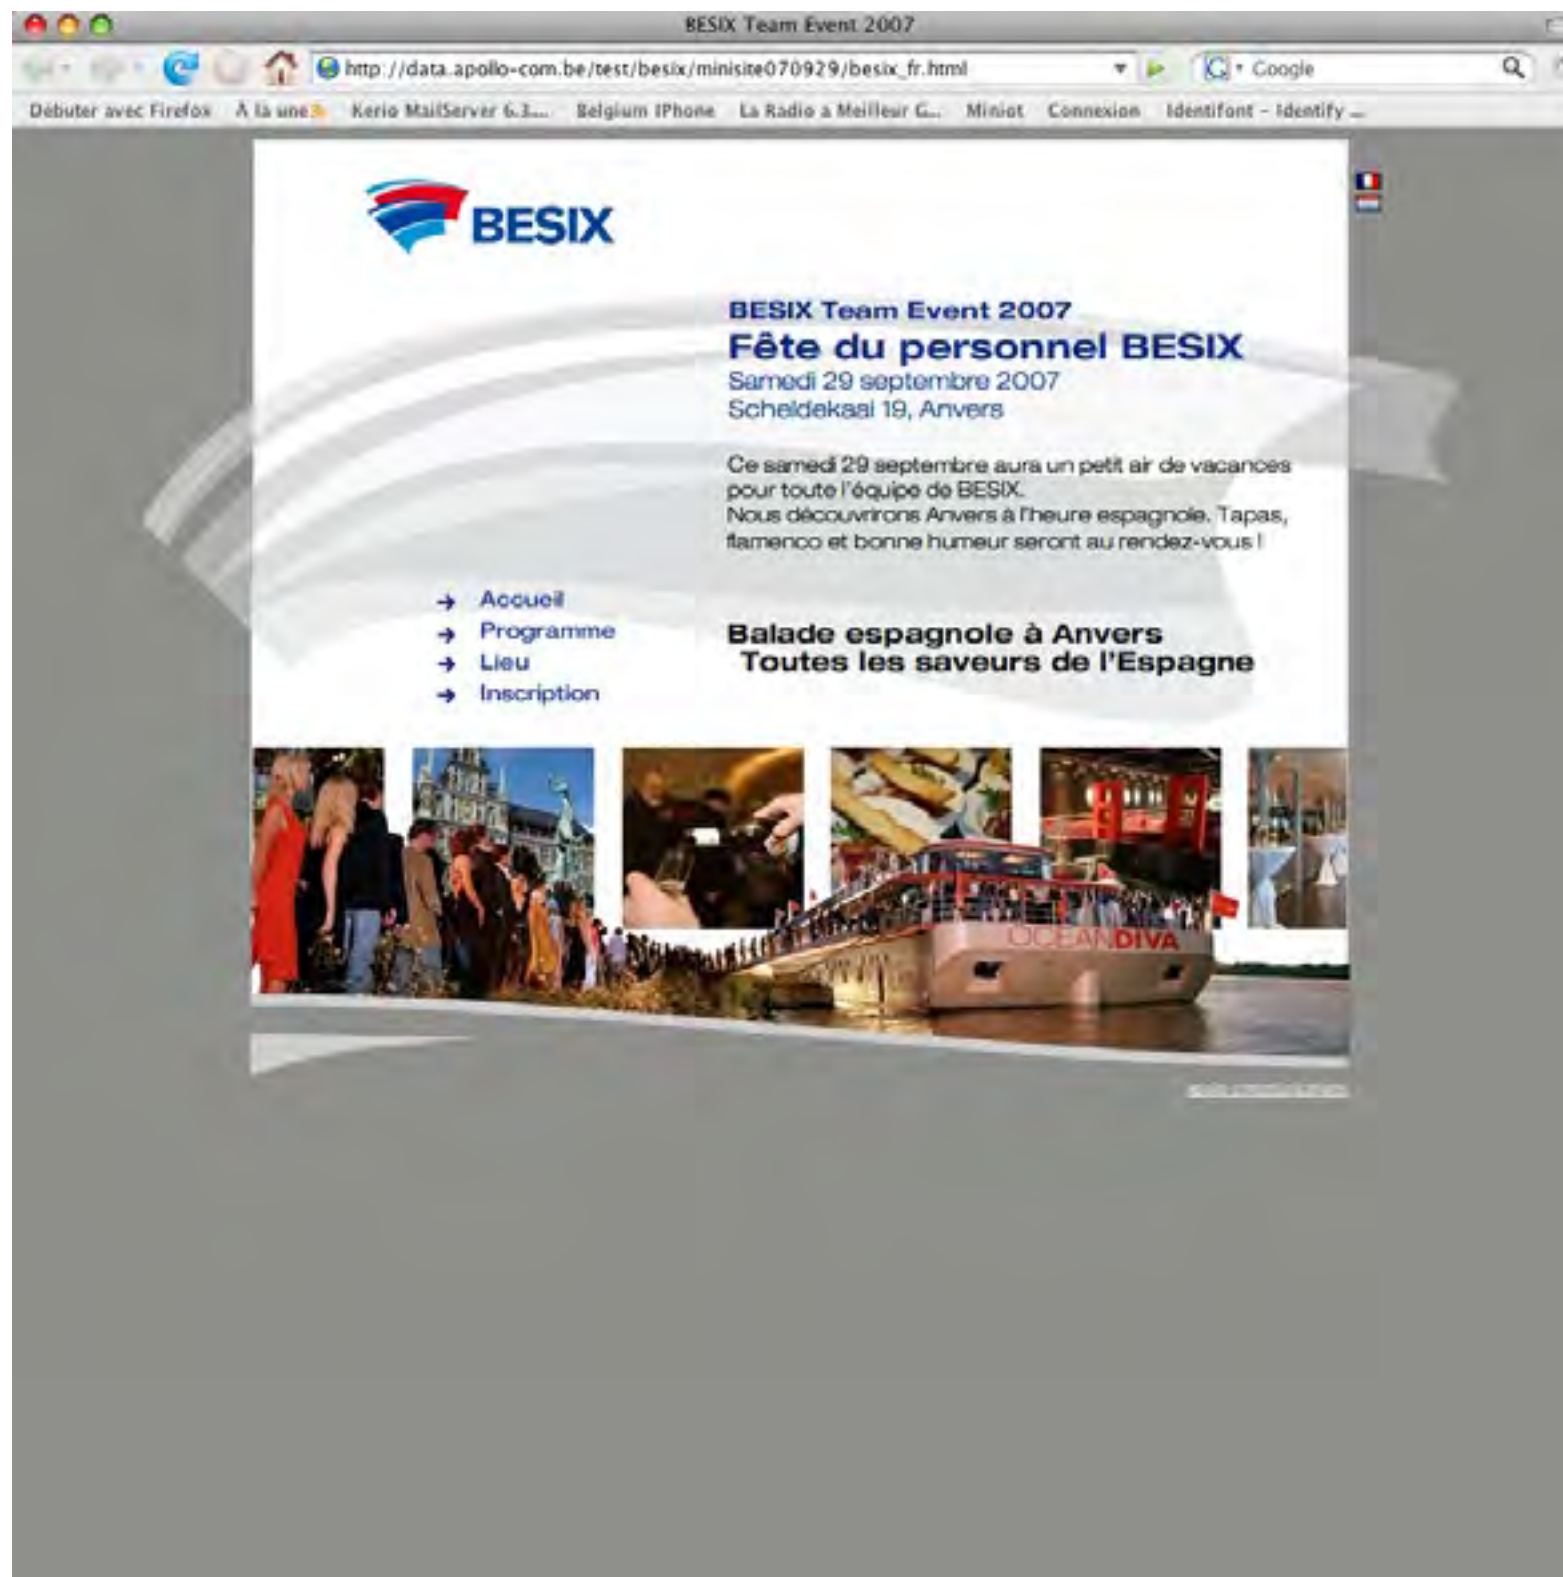 BESIX Team Event 2007
http://data.apollo-com.be/test/besix/minisite070929/besix_fr.html
Google
Débuter avec Firefox À la une Kerio MailServer 6.3.... Belgium iPhone La Radio a Meilleur G... Miniot Connexion Identifont - Identify ...
BESIX
BESIX Team Event 2007
Fête du personnel BESIX
Samedi 29 septembre 2007
Scheldekaai 19, Anvers
Ce samedi 29 septembre aura un petit air de vacances
pour toute l'équipe de BESIX.
Nous découvrirons Anvers à l'heure espagnole. Tapas,
flamenco et bonne humeur seront au rendez-vous !
→ Accueil
→ Programme
→ Lieu
→ Inscription
Balade espagnole à Anvers
Toutes les saveurs de l'Espagne
OCEANDIVA